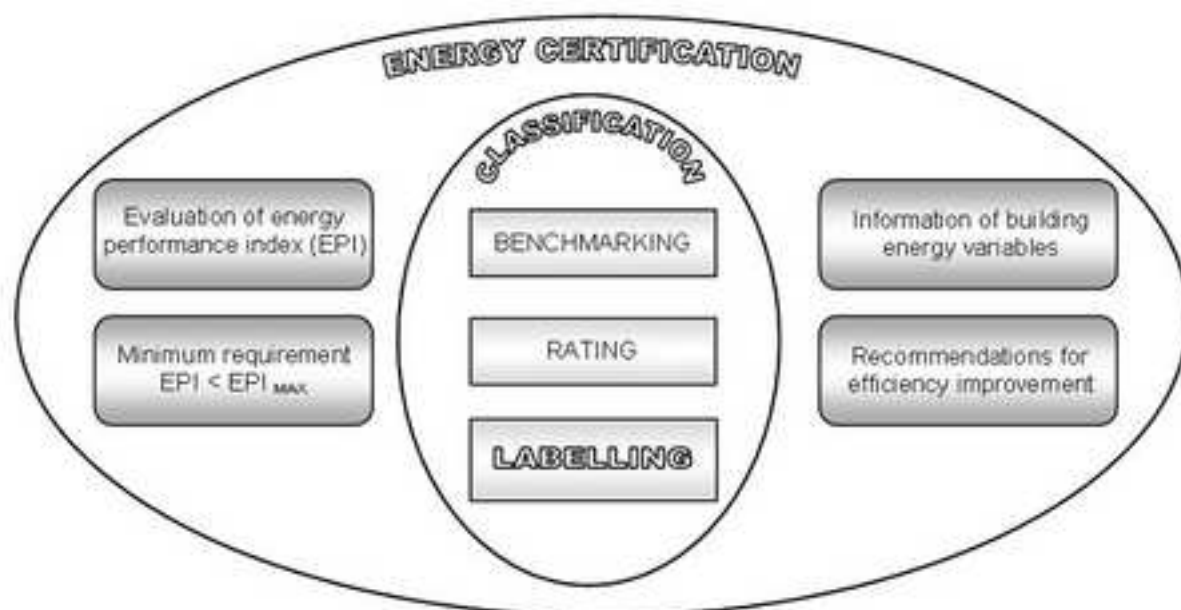 ENERGY CERTIFICATION
CLASSIFICATION
Evaluation of energy
performance index (EPI)
Minimum requirement
EPI < EPI MAX
BENCHMARKING
RATING
LABELLING
Information of building
energy variables
Recommendations for
efficiency improvement